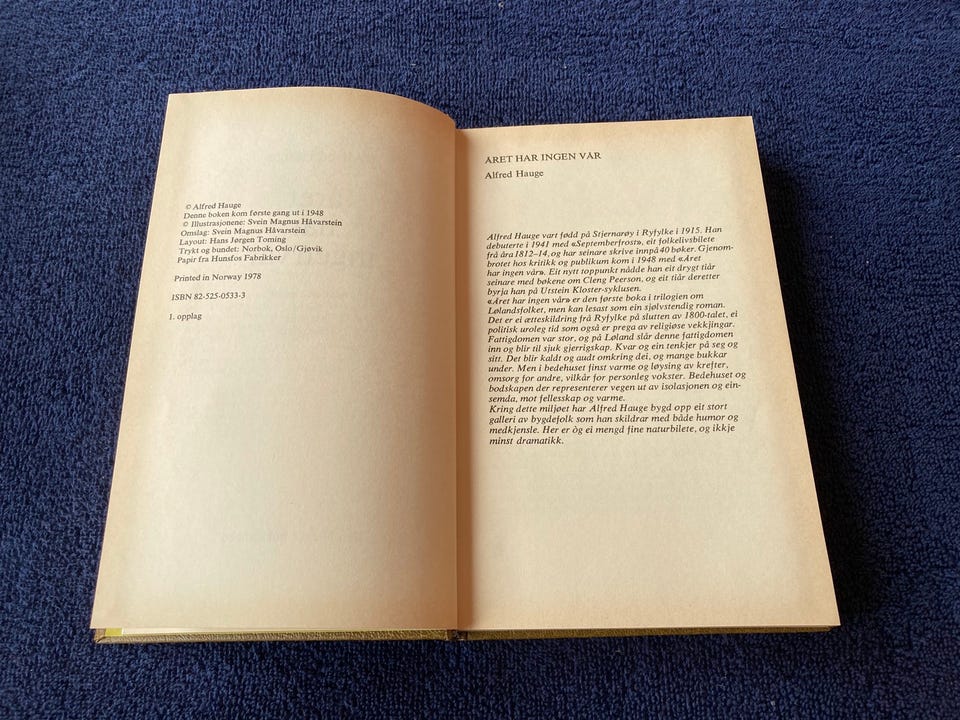 © Alfred Hauge
Denne boken kom første gang ut i 1948
© Illustrasjonene: Svein Magnus Håvarstein
Omslag: Svein Magnus Håvarstein
Layout: Hans Jørgen Toming
Trykt og bundet: Norbok, Oslo/Gjøvik
Papir fra Hunsfos Fabrikker
Printed in Norway 1978
ISBN 82-525-0533-3
1. opplag
ÅRET HAR INGEN VÅR
Alfred Hauge
Alfred Hauge vart fødd på Stjernarøy i Ryfylke i 1915. Han
debuterte i 1941 med «Septemberfrost», eit folkelivsbilete
frå åra 1812–14, og har seinare skrive innpå 40 bøker. Gjenom-
brotet hos kritikk og publikum kom i 1948 med «Året
har ingen vår». Eit nytt toppunkt nådde han eit drygt tiår
seinare med bøkene om Cleng Peerson, og eit tiår deretter
byrja han på Utstein Kloster-syklusen.
«Året har ingen vår» er den første boka i trilogien om
Lølandsfolket, men kan lesast som ein sjølvstendig roman.
Det er ei ætteskildring frå Ryfylke på slutten av 1800-talet, ei
politisk uroleg tid som også er prega av religiøse vekkjingar.
Fattigdomen var stor, og på Løland slår denne fattigdomen
inn og blir til sjuk gjerrigskap. Kvar og ein tenkjer på seg og
sitt. Det blir kaldt og audt omkring dei, og mange bukkar
under. Men i bedehuset finst varme og løysing av krefter,
omsorg for andre, vilkår for personleg vokster. Bedehuset og
bodskapen der representerer vegen ut av isolasjonen og ein-
semda, mot fellesskap og varme.
Kring dette miljøet har Alfred Hauge bygd opp eit stort
galleri av bygdefolk som han skildrar med både humor og
medkjensle. Her er òg ei mengd fine naturbilete, og ikkje
minst dramatikk.